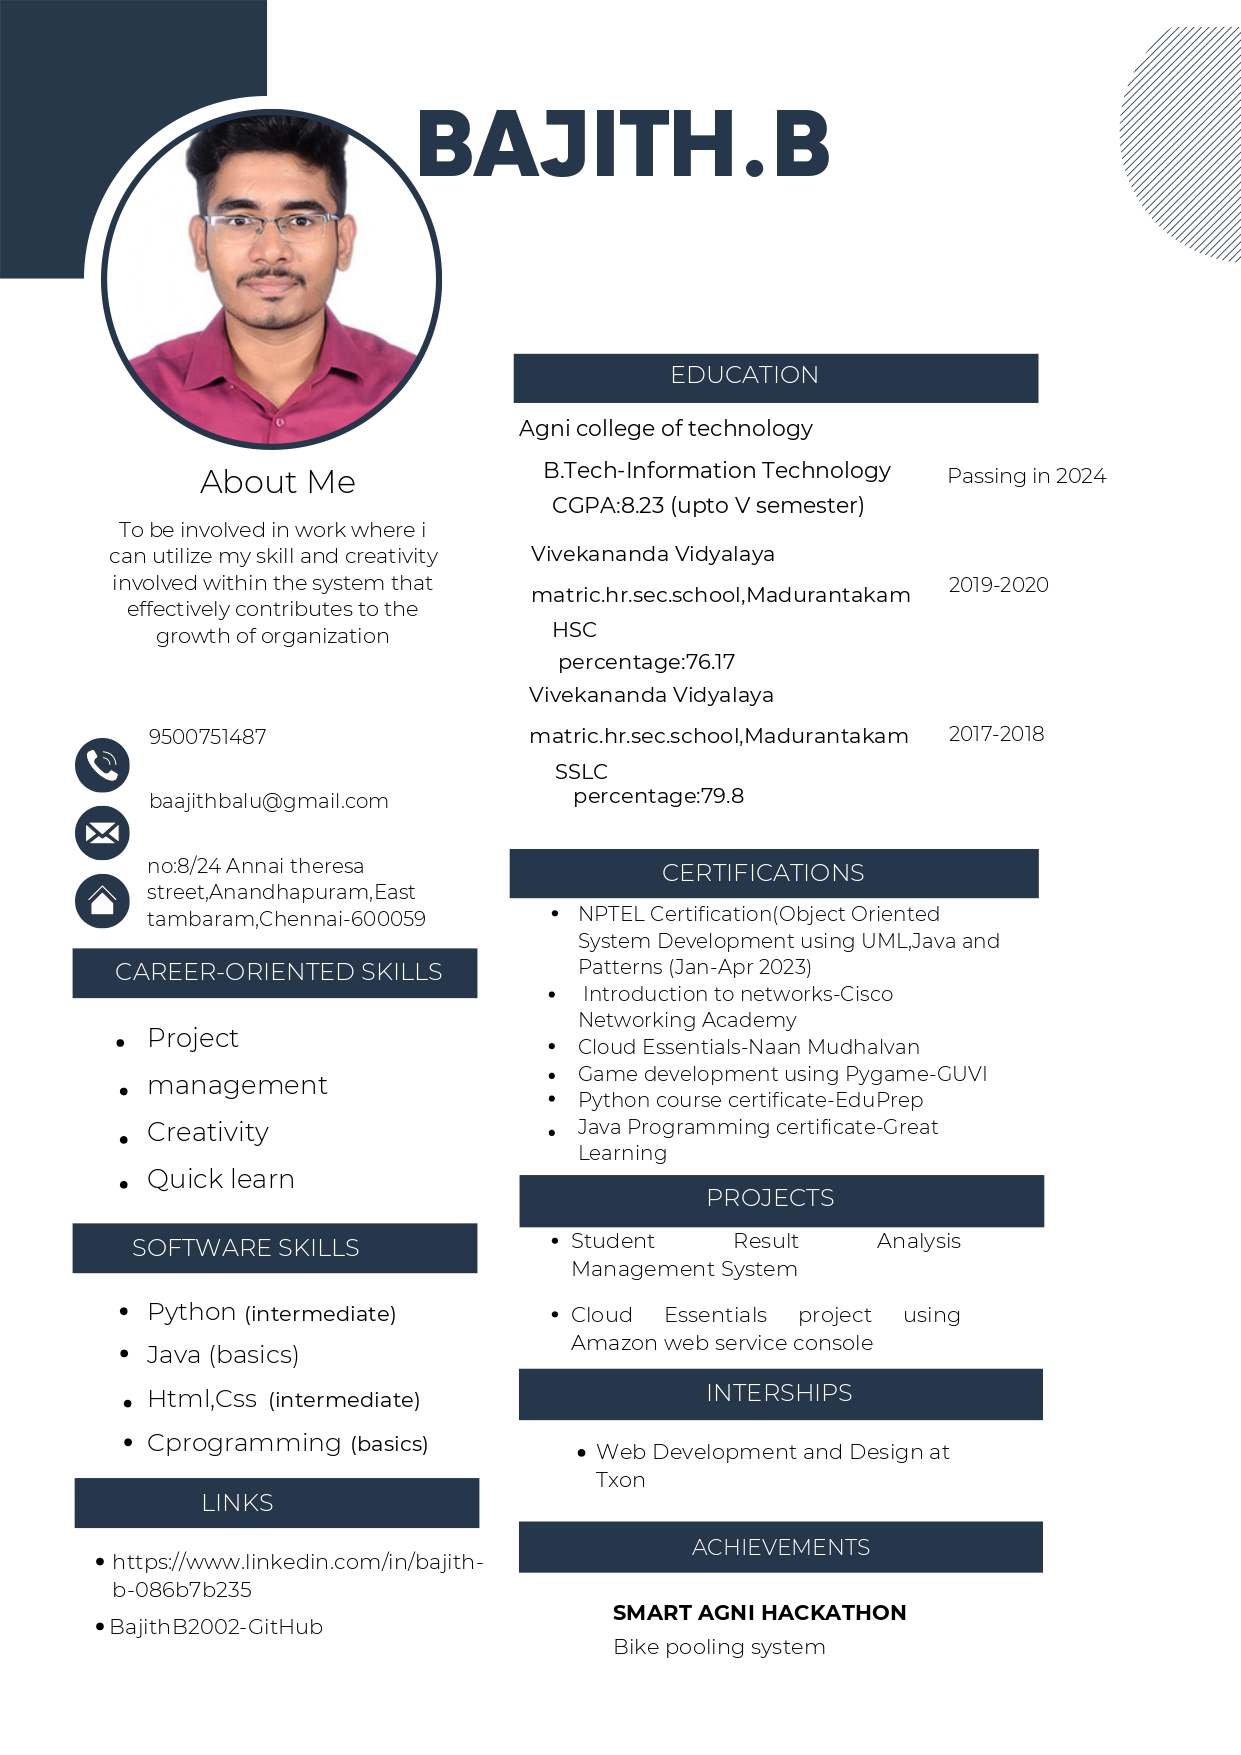 BAJITH.B
About Me
To be involved in work where i
can utilize my skill and creativity
involved within the system that
effectively contributes to the
growth of organization
9500751487
baajithbalu@gmail.com
no:8/24 Annai theresa
street,Anandhapuram,East
tambaram,Chennai-600059
CAREER-ORIENTED SKILLS
• Project
• management
• Creativity
• Quick learn
SOFTWARE SKILLS
• Python (intermediate)
• Java (basics)
• Html,Css (intermediate)
• Cprogramming (basics)
LINKS
• https://www.linkedin.com/in/bajith-
b-086b7b235
• BajithB2002-GitHub
EDUCATION
Agni college of technology
B.Tech-Information Technology
Passing in 2024
CGPA:8.23 (upto V semester)
Vivekananda Vidyalaya
2019-2020
matric.hr.sec.school,Madurantakam
HSC
percentage:76.17
Vivekananda Vidyalaya
matric.hr.sec.school,Madurantakam
2017-2018
SSLC
percentage:79.8
CERTIFICATIONS
• NPTEL Certification(Object Oriented
System Development using UML,Java and
Patterns (Jan-Apr 2023)
• Introduction to networks-Cisco
Networking Academy
• Cloud Essentials-Naan Mudhalvan
• Game development using Pygame-GUVI
• Python course certificate-EduPrep
• Java Programming certificate-Great
Learning
PROJECTS
• Student Result Analysis
Management System
• Cloud Essentials project using
Amazon web service console
INTERSHIPS
• Web Development and Design at
Txon
ACHIEVEMENTS
SMART AGNI HACKATHON
Bike pooling system